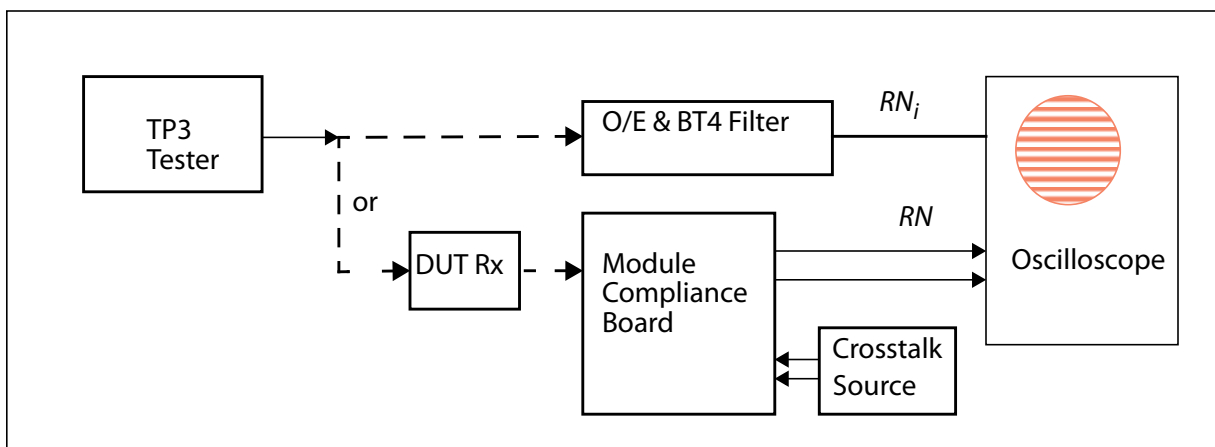 TP3
Tester
or
O/E & BT4 Filter
RNi
DUT Rx
Module
Compliance
Board
RN
Crosstalk
Source
Oscilloscope